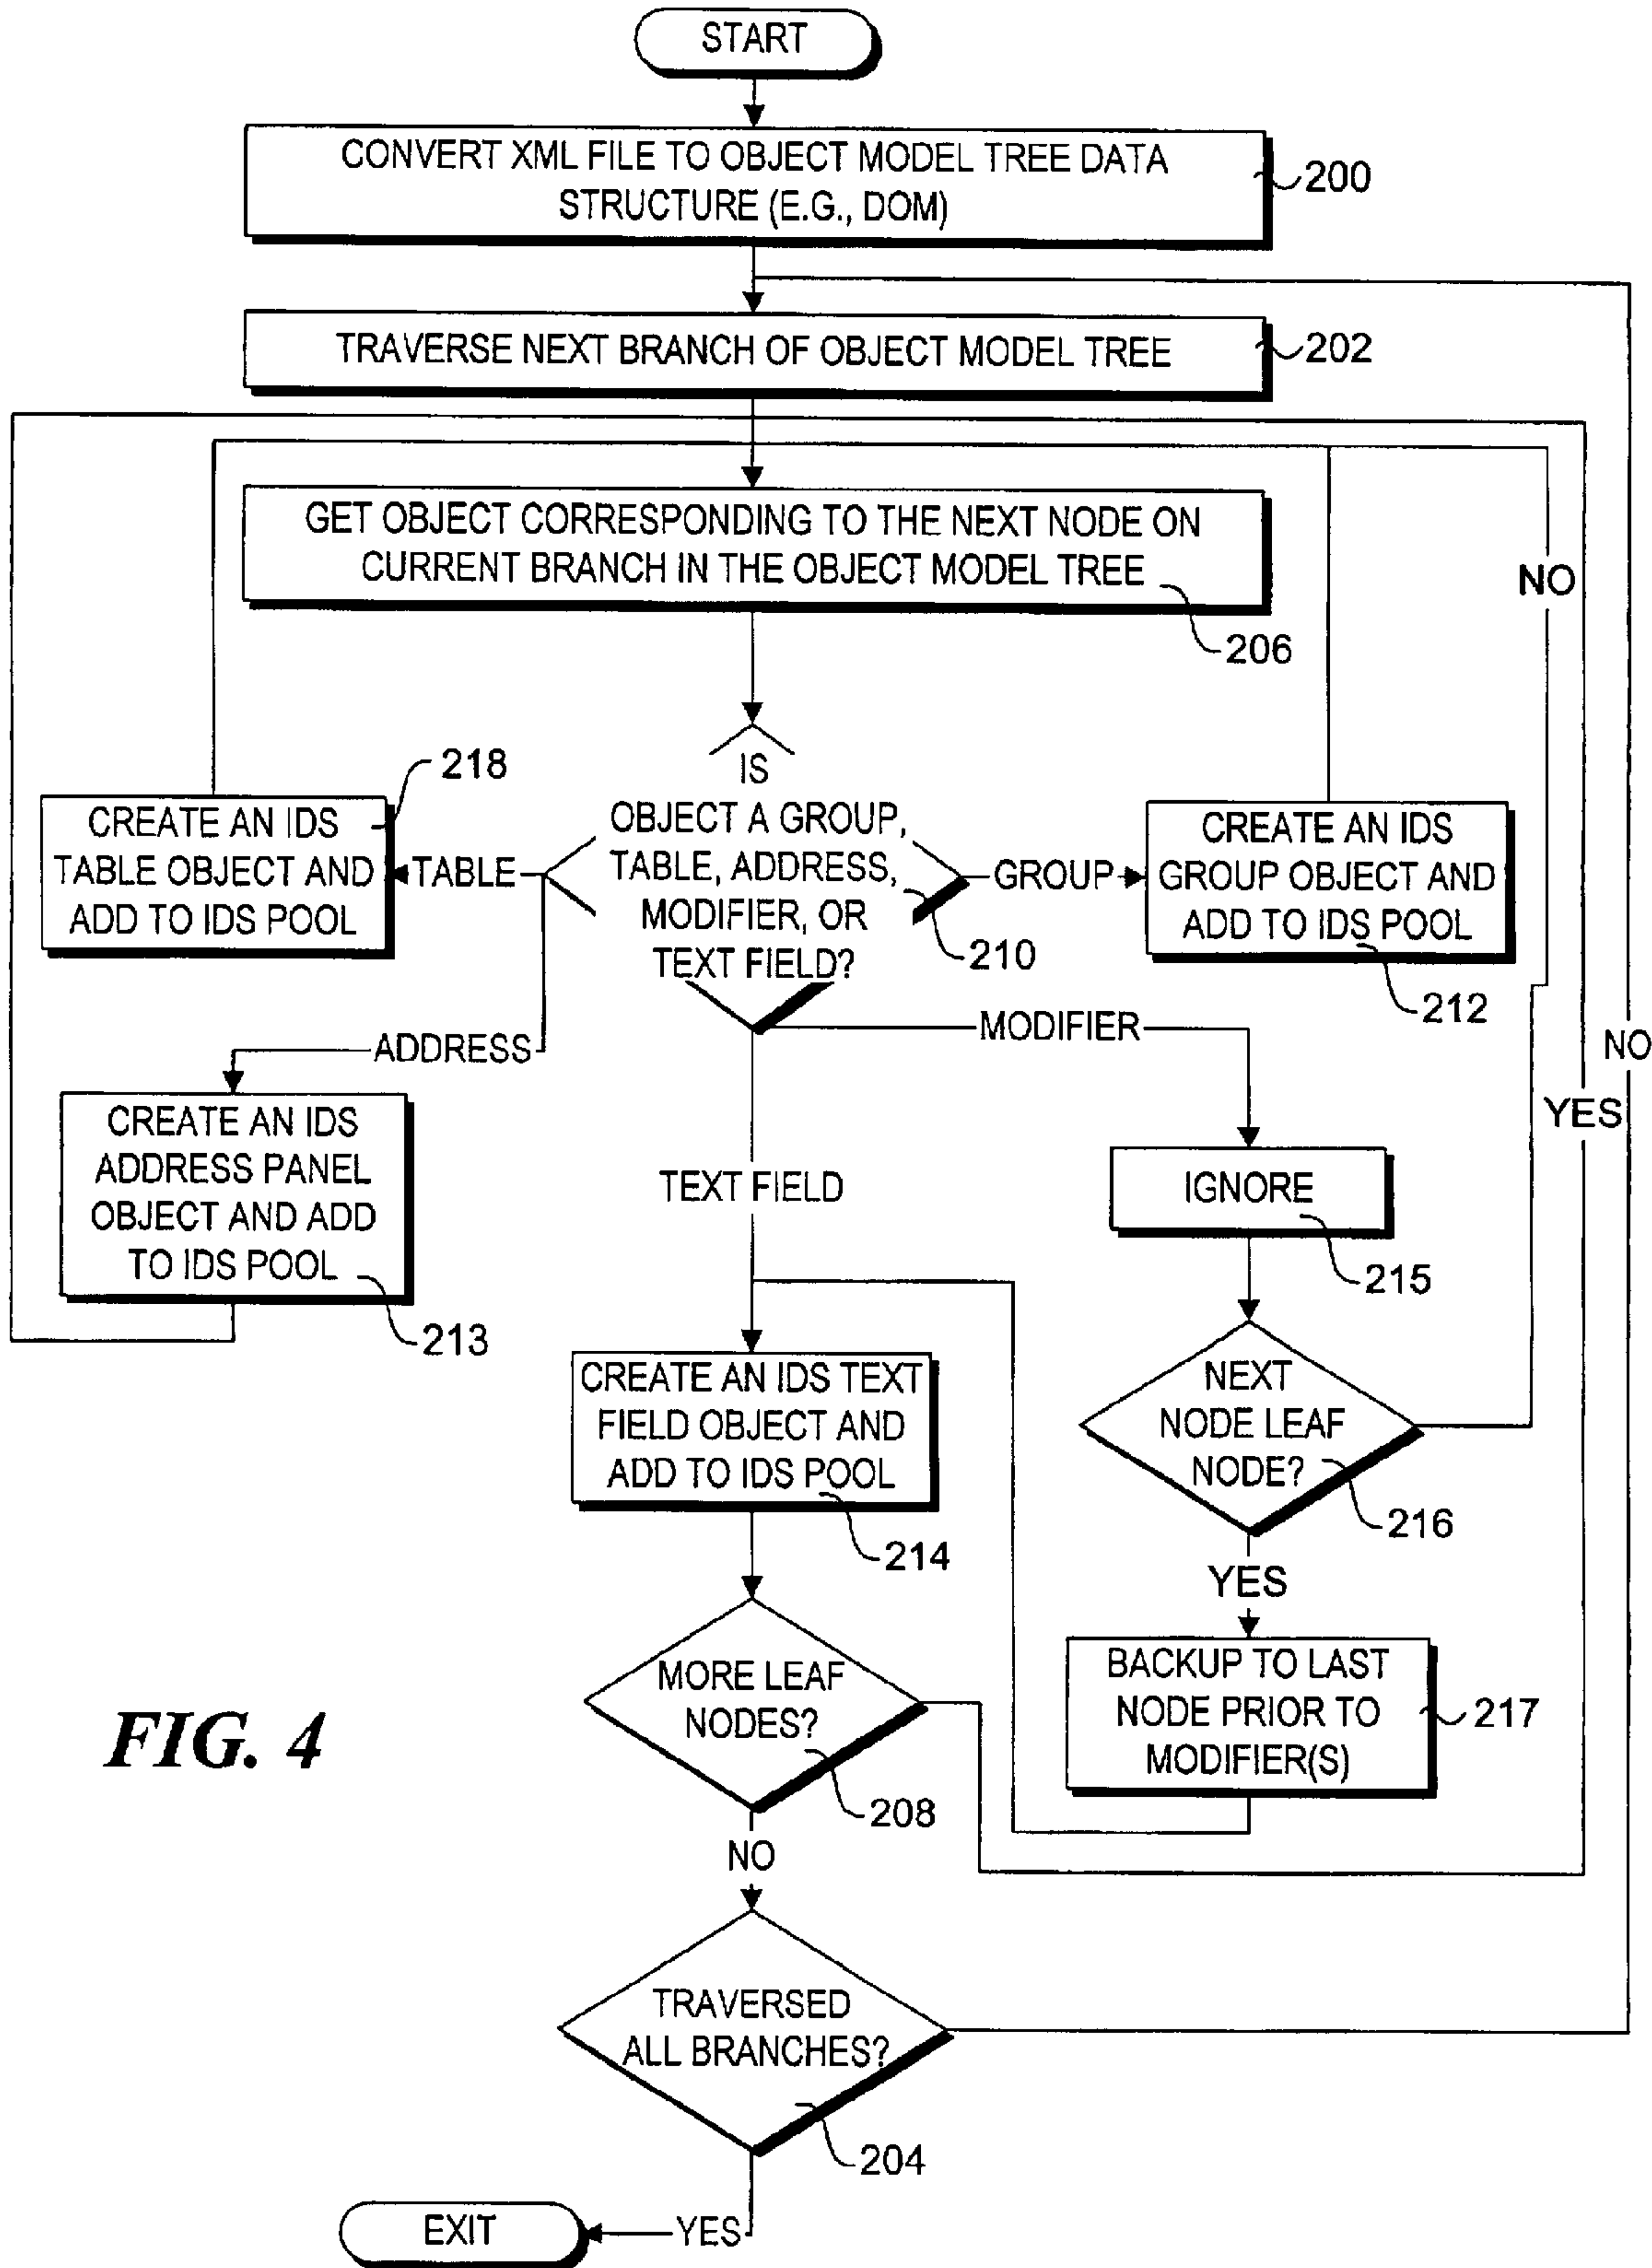 START
CONVERT XML FILE TO OBJECT MODEL TREE DATA
STRUCTURE (E.G., DOM)
200
TRAVERSE NEXT BRANCH OF OBJECT MODEL TREE
202
GET OBJECT CORRESPONDING TO THE NEXT NODE ON
CURRENT BRANCH IN THE OBJECT MODEL TREE
206
NO
218
CREATE AN IDS
TABLE OBJECT AND
ADD TO IDS POOL
TABLE
IS
OBJECT A GROUP,
TABLE, ADDRESS,
MODIFIER, OR
TEXT FIELD?
210
GROUP
CREATE AN IDS
GROUP OBJECT AND
ADD TO IDS POOL
212
NO
ADDRESS
MODIFIER
YES
CREATE AN IDS
ADDRESS PANEL
OBJECT AND ADD
TO IDS POOL
213
TEXT FIELD
IGNORE
215
CREATE AN IDS TEXT
FIELD OBJECT AND
ADD TO IDS POOL
214
NEXT
NODE LEAF
NODE?
216
YES
MORE LEAF
NODES?
208
BACKUP TO LAST
NODE PRIOR TO
MODIFIER(S)
217
FIG. 4
NO
TRAVERSED
ALL BRANCHES?
204
YES
EXIT